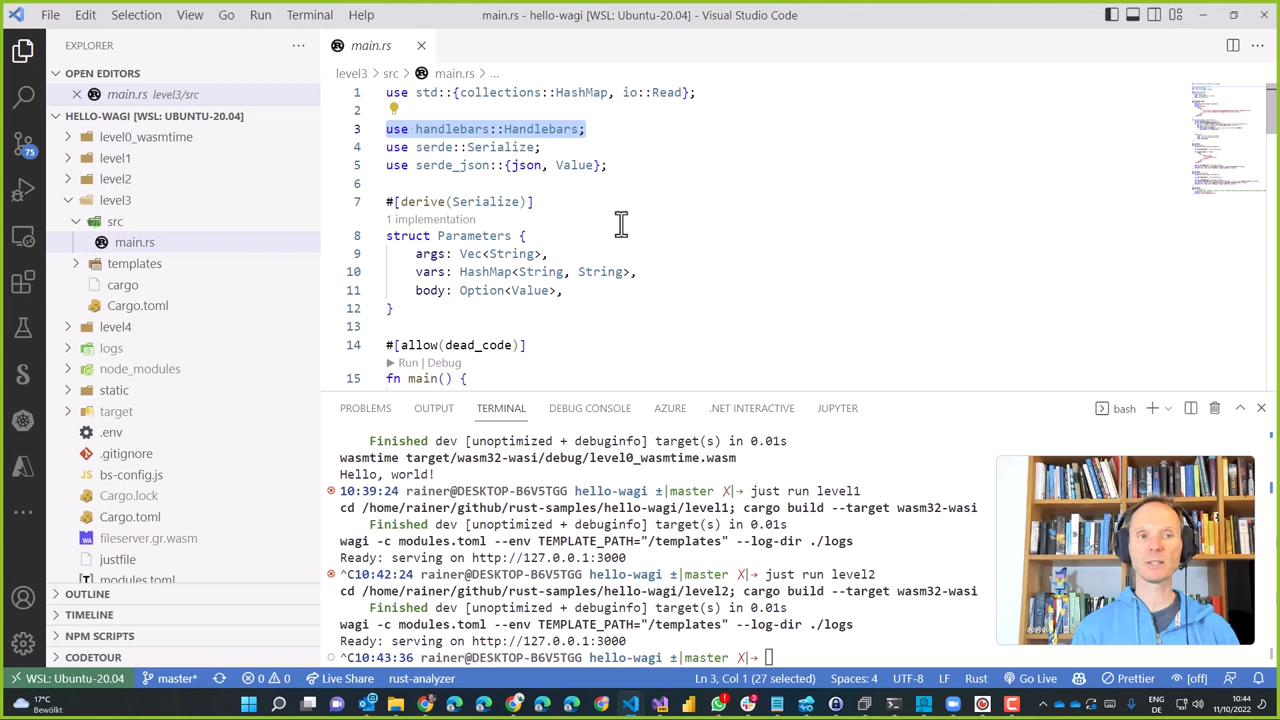 File Edit Selection View Go Run Terminal Help
main.rs - hello-wagi [WSL: Ubuntu-20.04] - Visual Studio Code
EXPLORER
OPEN EDITORS
main.rs level3/src
HELLO-WAGI [WSL: UBUNTU-20.04]
level0_wasmtime
level1
level2
level3
src
main.rs
templates
cargo
Cargo.toml
level4
logs
node_modules
static
target
.env
.gitignore
bs-config.js
Cargo.lock
Cargo.toml
fileserver.gr.wasm
justfile
modules.toml
OUTLINE
TIMELINE
NPM SCRIPTS
CODETOUR
75
main.rs
level3 > src > main.rs > ...
1 use std::{collections::HashMap, io::Read};
2
3 use handlebars::Handlebars;
4 use serde::Serialize;
5 use serde_json::{json, Value};
6
7 #[derive(Serialize)]
1 implementation
8 struct Parameters {
9 args: Vec<String>,
10 vars: HashMap<String, String>,
11 body: Option<Value>,
12 }
13
14 #[allow(dead_code)]
Run | Debug
15 fn main() {
PROBLEMS OUTPUT TERMINAL DEBUG CONSOLE AZURE .NET INTERACTIVE JUPYTER
bash
Finished dev [unoptimized + debuginfo] target(s) in 0.01s
wasmtime target/wasm32-wasi/debug/level0_wasmtime.wasm
Hello, world!
10:39:24 rainer@DESKTOP-B6V5TGG hello-wagi ±|master X|→ just run level1
cd /home/rainer/github/rust-samples/hello-wagi/level1; cargo build --target wasm32-wasi
Finished dev [unoptimized + debuginfo] target(s) in 0.01s
wagi -c modules.toml --env TEMPLATE_PATH="/templates" --log-dir ./logs
Ready: serving on http://127.0.0.1:3000
^C10:42:24 rainer@DESKTOP-B6V5TGG hello-wagi ±|master X|→ just run level2
cd /home/rainer/github/rust-samples/hello-wagi/level2; cargo build --target wasm32-wasi
Finished dev [unoptimized + debuginfo] target(s) in 0.01s
wagi -c modules.toml --env TEMPLATE_PATH="/templates" --log-dir ./logs
Ready: serving on http://127.0.0.1:3000
^C10:43:36 rainer@DESKTOP-B6V5TGG hello-wagi ±|master X|→
WSL: Ubuntu-20.04 master* 0 0 Live Share rust-analyzer Ln 3, Col 1 (27 selected) Spaces: 4 UTF-8 LF Rust Go Live Prettier [off]
17°C
Bewölkt
ENG
DE
10:44
11/10/2022